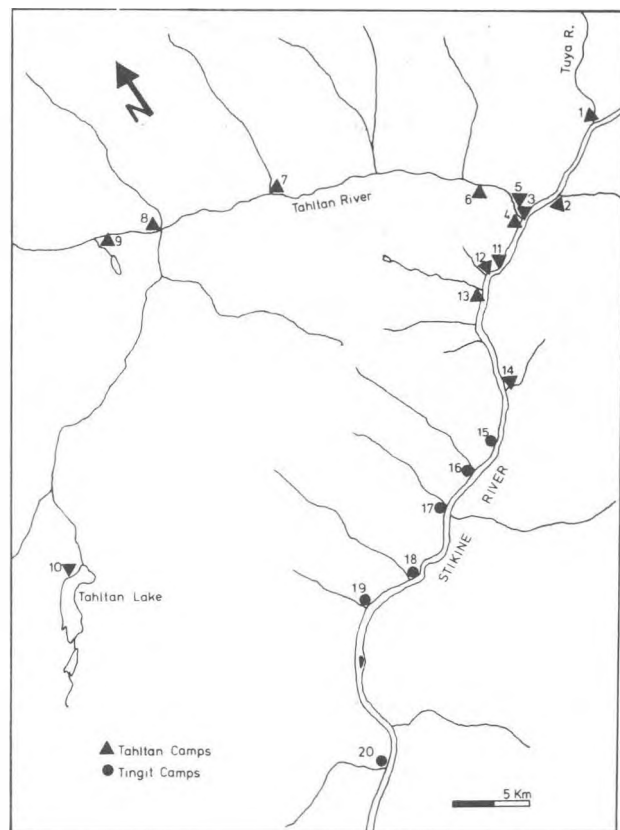 Tuya R.
N
1
7
5
3
Tahltan River
6
4
2
8
9
12
11
13
14
15
16
RIVER
17
STIKINE
18
10
19
Tahltan Lake
Tahltan Camps
20
Tingit Camps
5 Km